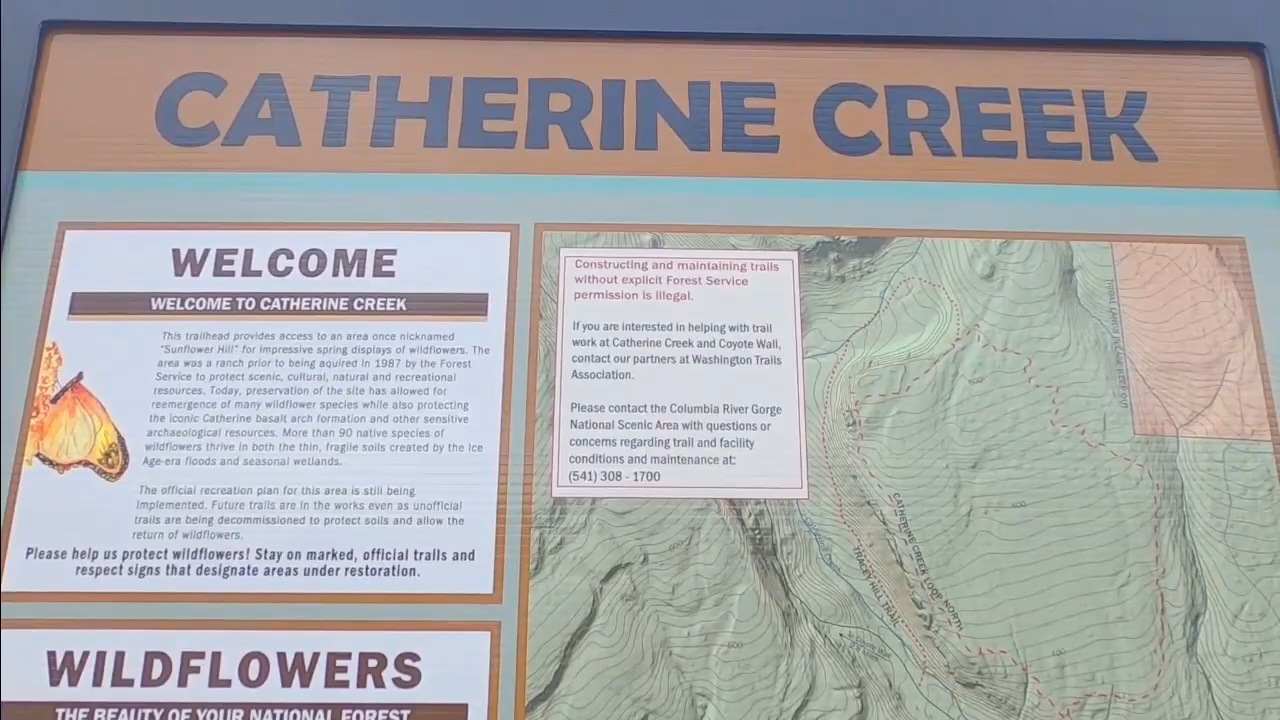 CATHERINE CREEK
WELCOME
WELCOME TO CATHERINE CREEK
This trailhead provides access to an area once nicknamed
"Sunflower Hill" for impressive spring displays of wildflowers. The
area was a ranch prior to being aquired in 1987 by the Forest
Service to protect scenic, cultural, natural and recreational
resources. Today, preservation of the site has allowed for
reemergence of many wildflower species while also protecting
the iconic Catherine basalt arch formation and other sensitive
archaeological resources. More than 90 native species of
wildflowers thrive in both the thin, fragile soils created by the Ice
Age-era floods and seasonal wetlands.
The official recreation plan for this area is still being
implemented. Future trails are in the works even as unofficial
trails are being decommissioned to protect soils and allow the
return of wildflowers.
Please help us protect wildflowers! Stay on marked, official trails and
respect signs that designate areas under restoration.
WILDFLOWERS
THE BEAUTY OF YOUR NATIONAL FOREST
Constructing and maintaining trails
without explicit Forest Service
permission is illegal.
If you are interested in helping with trail
work at Catherine Creek and Coyote Wall,
contact our partners at Washington Trails
Association.
Please contact the Columbia River Gorge
National Scenic Area with questions or
concerns regarding trail and facility
conditions and maintenance at:
(541) 308 - 1700
CATHERINE CREEK LOOP NORTH
TRACEY HILL TRAIL
600
400